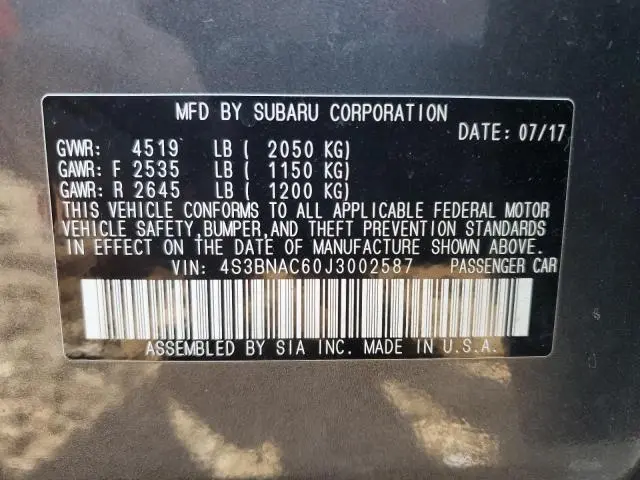 MFD BY SUBARU CORPORATION
DATE: 07/17
GVWR: 4519 LB ( 2050 KG)
GAWR: F 2535 LB ( 1150 KG)
GAWR: R 2645 LB ( 1200 KG)
THIS VEHICLE CONFORMS TO ALL APPLICABLE FEDERAL MOTOR
VEHICLE SAFETY,BUMPER,AND THEFT PREVENTION STANDARDS
IN EFFECT ON THE DATE OF MANUFACTURE SHOWN ABOVE.
VIN: 4S3BNAC60J3002587 PASSENGER CAR
ASSEMBLED BY SIA INC. MADE IN U.S.A.